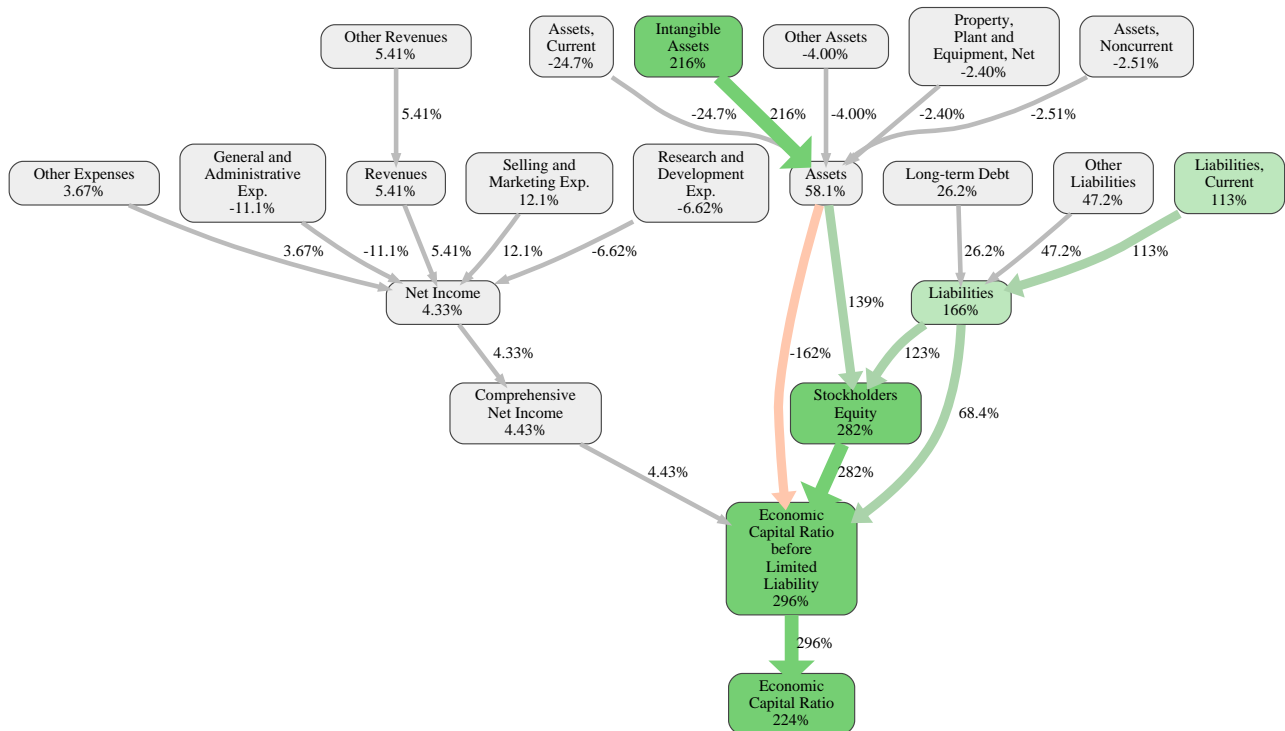 Other Revenues
5.41%
Assets,
Current
-24.7%
Intangible
Assets
216%
Other Assets
-4.00%
Property,
Plant and
Equipment, Net
-2.40%
Assets,
Noncurrent
-2.51%
5.41%
-24.7%
216%
-4.00%
-2.40%
-2.51%
Other Expenses
3.67%
General and
Administrative
Exp.
-11.1%
Revenues
5.41%
Selling and
Marketing Exp.
12.1%
Research and
Development
Exp.
-6.62%
Assets
58.1%
Long-term Debt
26.2%
Other
Liabilities
47.2%
Liabilities,
Current
113%
3.67%
-11.1%
5.41%
12.1%
-6.62%
26.2%
47.2%
113%
Net Income
4.33%
Liabilities
166%
139%
4.33%
-162%
123%
Comprehensive
Net Income
4.43%
Stockholders
Equity
282%
68.4%
4.43%
282%
Economic
Capital Ratio
before
Limited
Liability
296%
296%
Economic
Capital Ratio
224%